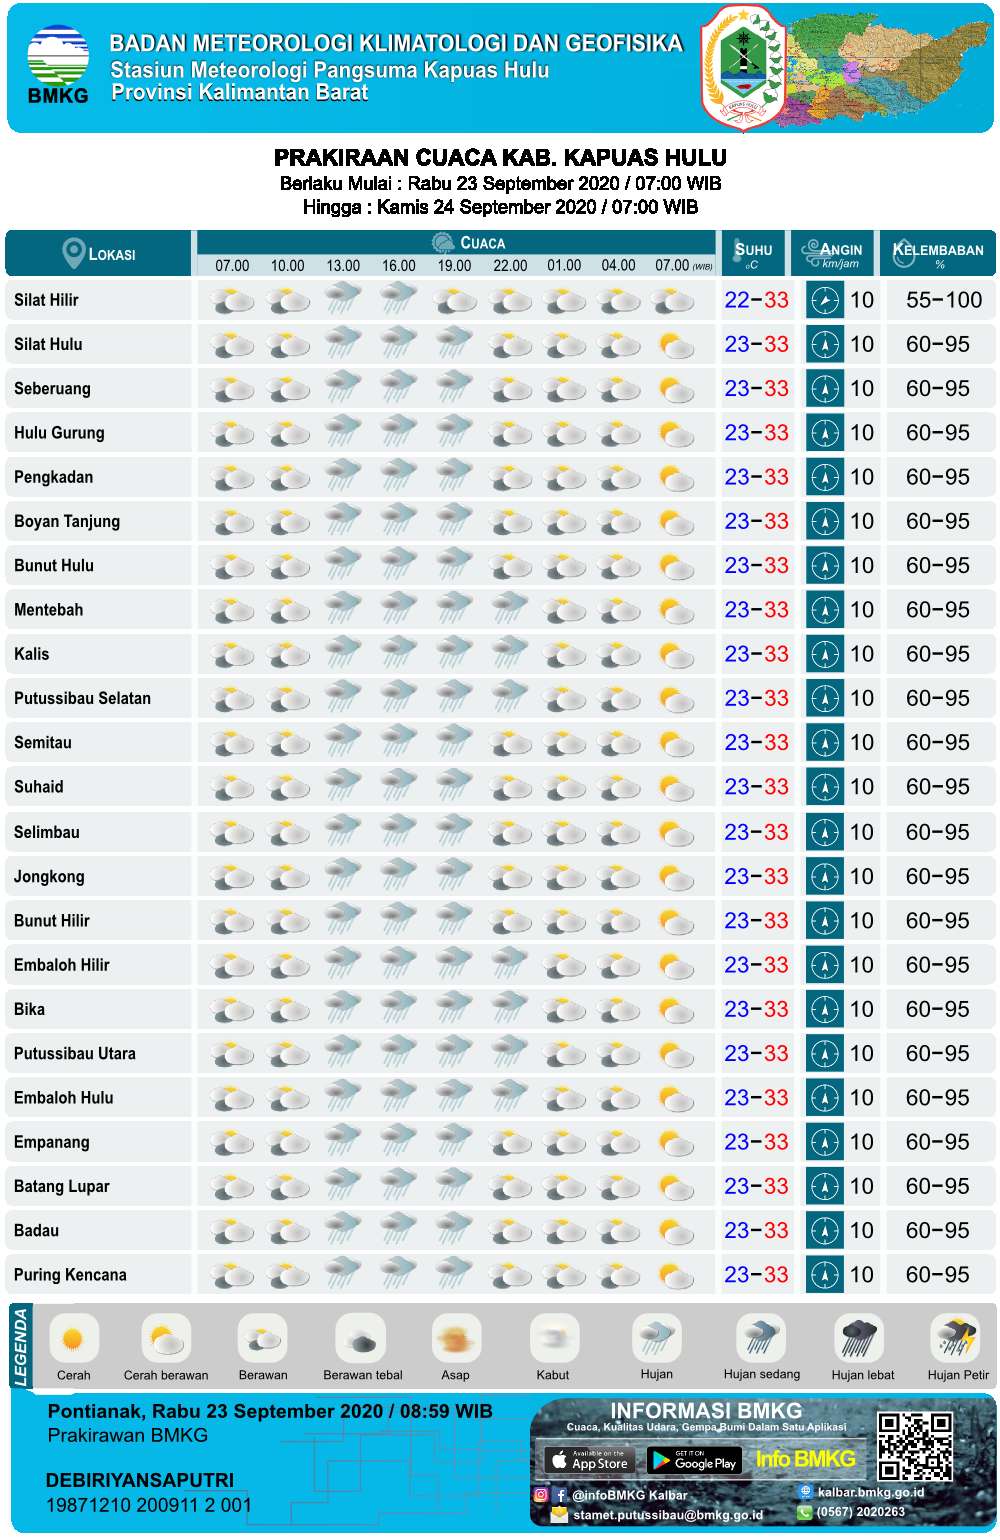 BMKG
BADAN METEOROLOGI KLIMATOLOGI DAN GEOFISIKA
Stasiun Meteorologi Pangsuma Kapuas Hulu
Provinsi Kalimantan Barat
KAPUAS HULU
PRAKIRAAN CUACA KAB. KAPUAS HULU
Berlaku Mulai : Rabu 23 September 2020 / 07:00 WIB
Hingga : Kamis 24 September 2020 / 07:00 WIB
LOKASI CUACA SUHU °C ANGIN km/jam KELEMBABAN %
07.00 10.00 13.00 16.00 19.00 22.00 01.00 04.00 07.00 (WIB)
Silat Hilir 22-33 10 55-100
Silat Hulu 23-33 10 60-95
Seberuang 23-33 10 60-95
Hulu Gurung 23-33 10 60-95
Pengkadan 23-33 10 60-95
Boyan Tanjung 23-33 10 60-95
Bunut Hulu 23-33 10 60-95
Mentebah 23-33 10 60-95
Kalis 23-33 10 60-95
Putussibau Selatan 23-33 10 60-95
Semitau 23-33 10 60-95
Suhaid 23-33 10 60-95
Selimbau 23-33 10 60-95
Jongkong 23-33 10 60-95
Bunut Hilir 23-33 10 60-95
Embaloh Hilir 23-33 10 60-95
Bika 23-33 10 60-95
Putussibau Utara 23-33 10 60-95
Embaloh Hulu 23-33 10 60-95
Empanang 23-33 10 60-95
Batang Lupar 23-33 10 60-95
Badau 23-33 10 60-95
Puring Kencana 23-33 10 60-95
LEGENDA
Cerah Cerah berawan Berawan Berawan tebal Asap Kabut Hujan Hujan sedang Hujan lebat Hujan Petir
Pontianak, Rabu 23 September 2020 / 08:59 WIB
Prakirawan BMKG
DEBIRIYANSAPUTRI
19871210 200911 2 001
INFORMASI BMKG
Cuaca, Kualitas Udara, Gempa Bumi Dalam Satu Aplikasi
Available on the App Store
GET IT ON Google Play
Info BMKG
@infoBMKG Kalbar
kalbar.bmkg.go.id
stamet.putussibau@bmkg.go.id
(0567) 2020263